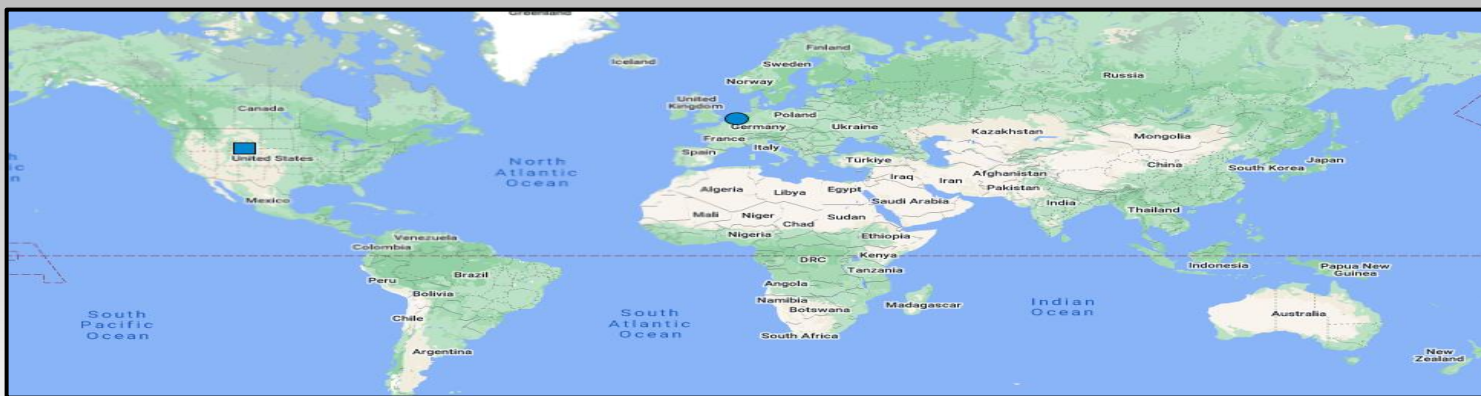 Greenland
Iceland
Finland
Sweden
Norway
Russia
United
Kingdom
Canada
Poland
Germany
Ukraine
France
Kazakhstan
Mongolia
Italy
Spain
United States
North
Atlantic
Ocean
Türkiye
China
South Korea
Japan
Iraq
Iran
Afghanistan
Pakistan
Algeria
Libya
Egypt
Saudi Arabia
India
Mexico
Mali
Niger
Chad
Sudan
Thailand
Venezuela
Colombia
Nigeria
Ethiopia
Kenya
DRC
Tanzania
Indonesia
Papua New
Guinea
Peru
Brazil
Bolivia
Angola
Namibia
Botswana
Madagascar
Indian
Ocean
South
Pacific
Ocean
Chile
South
Atlantic
Ocean
South Africa
Australia
Argentina
New
Zealand